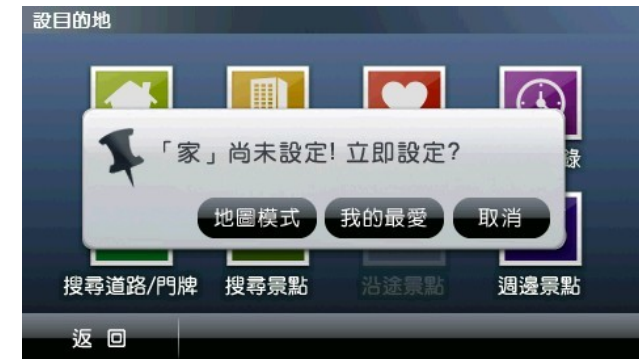 設目的地
「家」尚未設定! 立即設定?
錄
地圖模式 我的最愛 取消
搜尋道路/門牌 搜尋景點 沿途景點 週邊景點
返 回